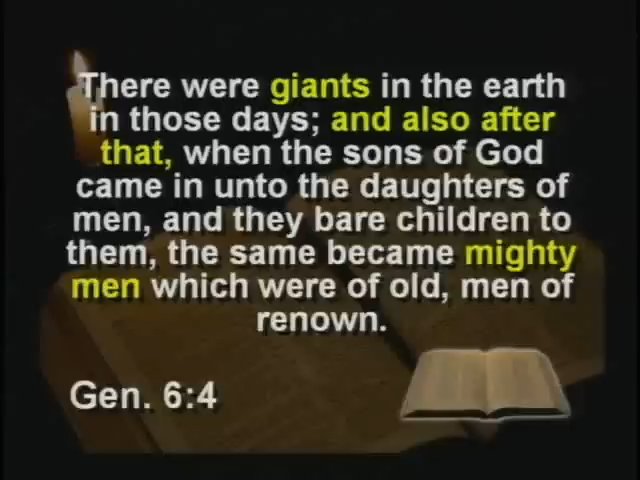 There were giants in the earth
in those days; and also after
that, when the sons of God
came in unto the daughters of
men, and they bare children to
them, the same became mighty
men which were of old, men of
renown.
Gen. 6:4